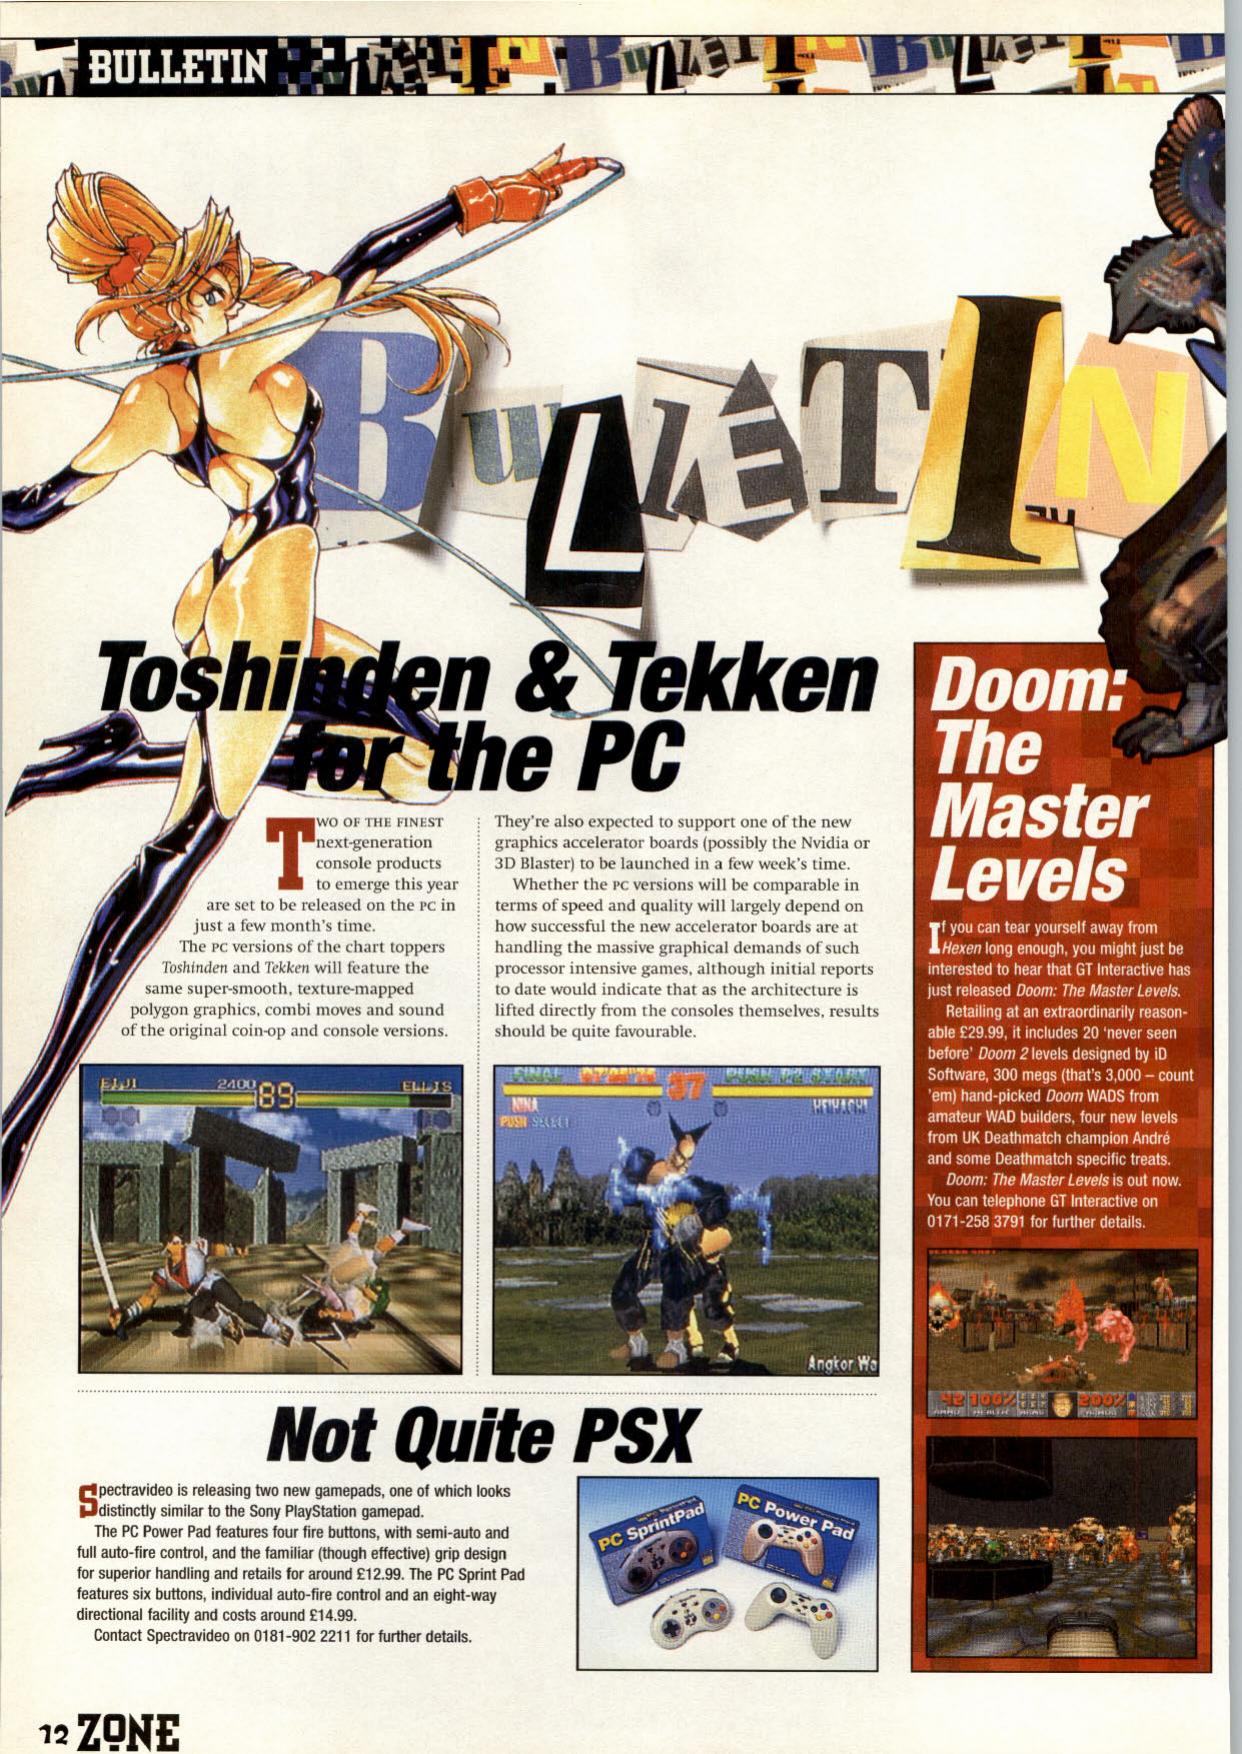 BULLETIN
BULLETIN
Toshinden & Tekken
for the PC
TWO OF THE FINEST
next-generation
console products
to emerge this year
are set to be released on the PC in
just a few month's time.
The PC versions of the chart toppers
Toshinden and Tekken will feature the
same super-smooth, texture-mapped
polygon graphics, combi moves and sound
of the original coin-op and console versions.
They're also expected to support one of the new
graphics accelerator boards (possibly the Nvidia or
3D Blaster) to be launched in a few week's time.
Whether the PC versions will be comparable in
terms of speed and quality will largely depend on
how successful the new accelerator boards are at
handling the massive graphical demands of such
processor intensive games, although initial reports
to date would indicate that as the architecture is
lifted directly from the consoles themselves, results
should be quite favourable.
EIJI 2400 89 ELLIS
FINAL 37 PUSH P2 START
NINA HEIHACHI
PUSH SELECT
Angkor Wa
Not Quite PSX
Spectravideo is releasing two new gamepads, one of which looks
distinctly similar to the Sony PlayStation gamepad.
The PC Power Pad features four fire buttons, with semi-auto and
full auto-fire control, and the familiar (though effective) grip design
for superior handling and retails for around £12.99. The PC Sprint Pad
features six buttons, individual auto-fire control and an eight-way
directional facility and costs around £14.99.
Contact Spectravideo on 0181-902 2211 for further details.
PC SprintPad
PC Power Pad
Doom:
The
Master
Levels
If you can tear yourself away from
Hexen long enough, you might just be
interested to hear that GT Interactive has
just released Doom: The Master Levels.
Retailing at an extraordinarily reason-
able £29.99, it includes 20 'never seen
before' Doom 2 levels designed by iD
Software, 300 megs (that's 3,000 – count
'em) hand-picked Doom WADS from
amateur WAD builders, four new levels
from UK Deathmatch champion André
and some Deathmatch specific treats.
Doom: The Master Levels is out now.
You can telephone GT Interactive on
0171-258 3791 for further details.
42 100% 200%
AMMO HEALTH ARMS ARMOR
12 ZONE